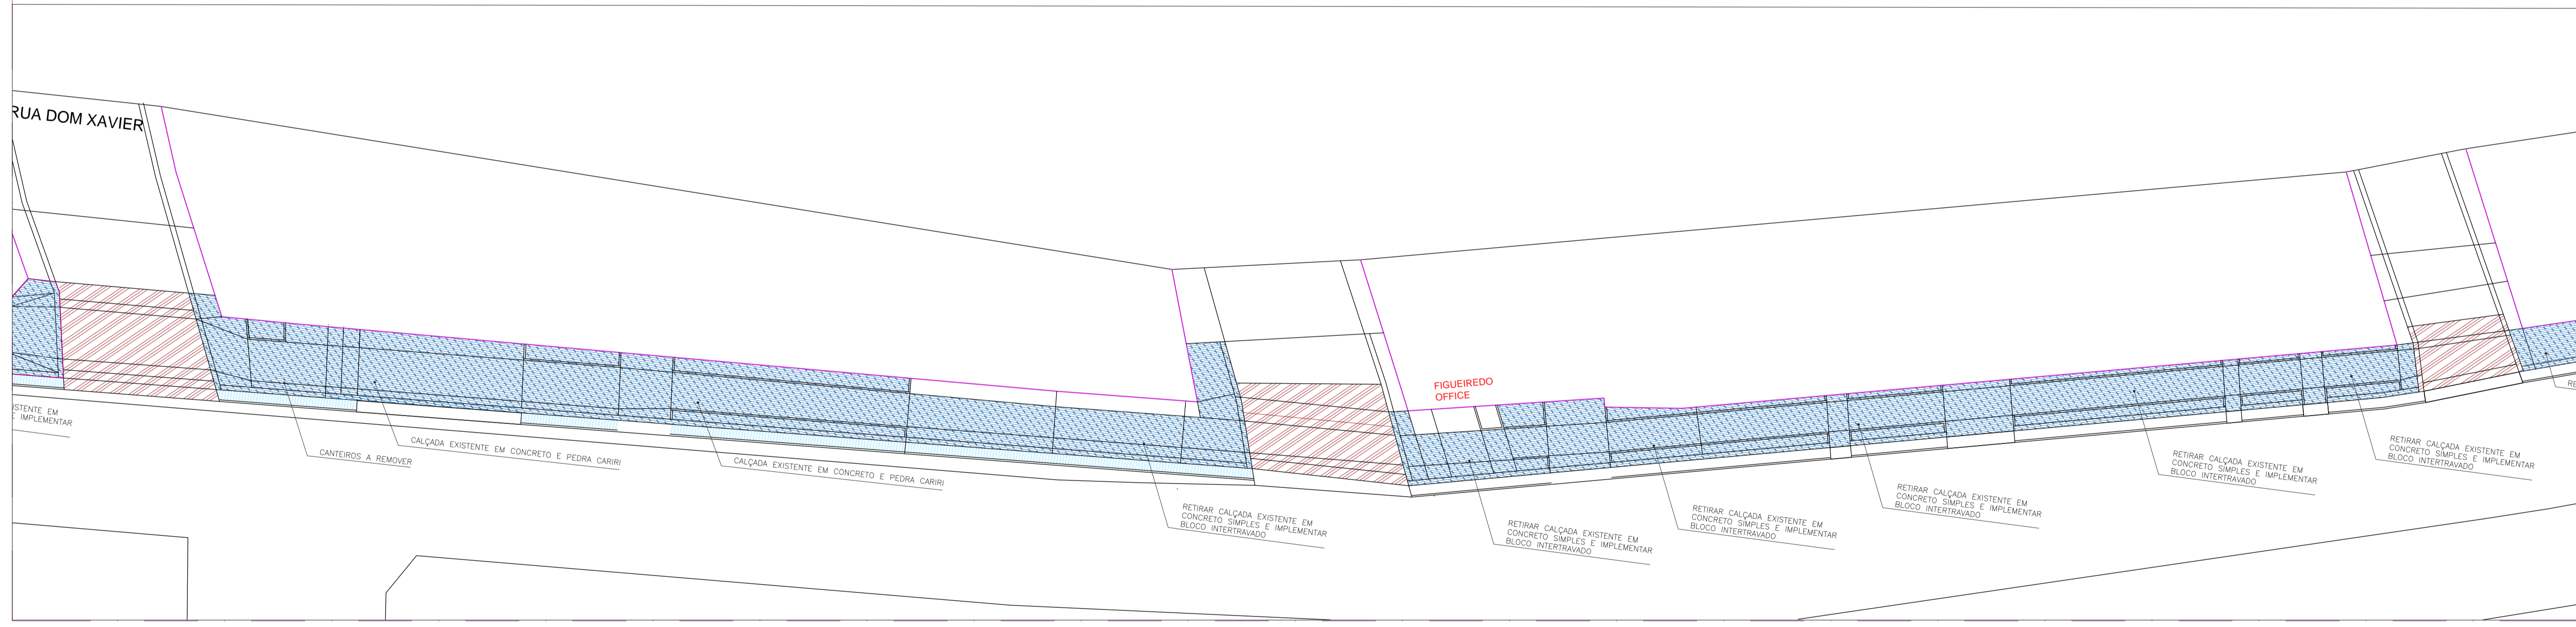 RUA DOM XAVIER
ISTENTE EM
E IMPLEMENTAR
CANTEIROS A REMOVER
CALÇADA EXISTENTE EM CONCRETO E PEDRA CARIRI
CALÇADA EXISTENTE EM CONCRETO E PEDRA CARIRI
RETIRAR CALÇADA EXISTENTE EM
CONCRETO SIMPLES E IMPLEMENTAR
BLOCO INTERTRAVADO
FIGUEIREDO
OFFICE
RETIRAR CALÇADA EXISTENTE EM
CONCRETO SIMPLES E IMPLEMENTAR
BLOCO INTERTRAVADO
RETIRAR CALÇADA EXISTENTE EM
CONCRETO SIMPLES E IMPLEMENTAR
BLOCO INTERTRAVADO
RETIRAR CALÇADA EXISTENTE EM
CONCRETO SIMPLES E IMPLEMENTAR
BLOCO INTERTRAVADO
RETIRAR CALÇADA EXISTENTE EM
CONCRETO SIMPLES E IMPLEMENTAR
BLOCO INTERTRAVADO
RETIRAR CALÇADA EXISTENTE EM
CONCRETO SIMPLES E IMPLEMENTAR
BLOCO INTERTRAVADO
RE